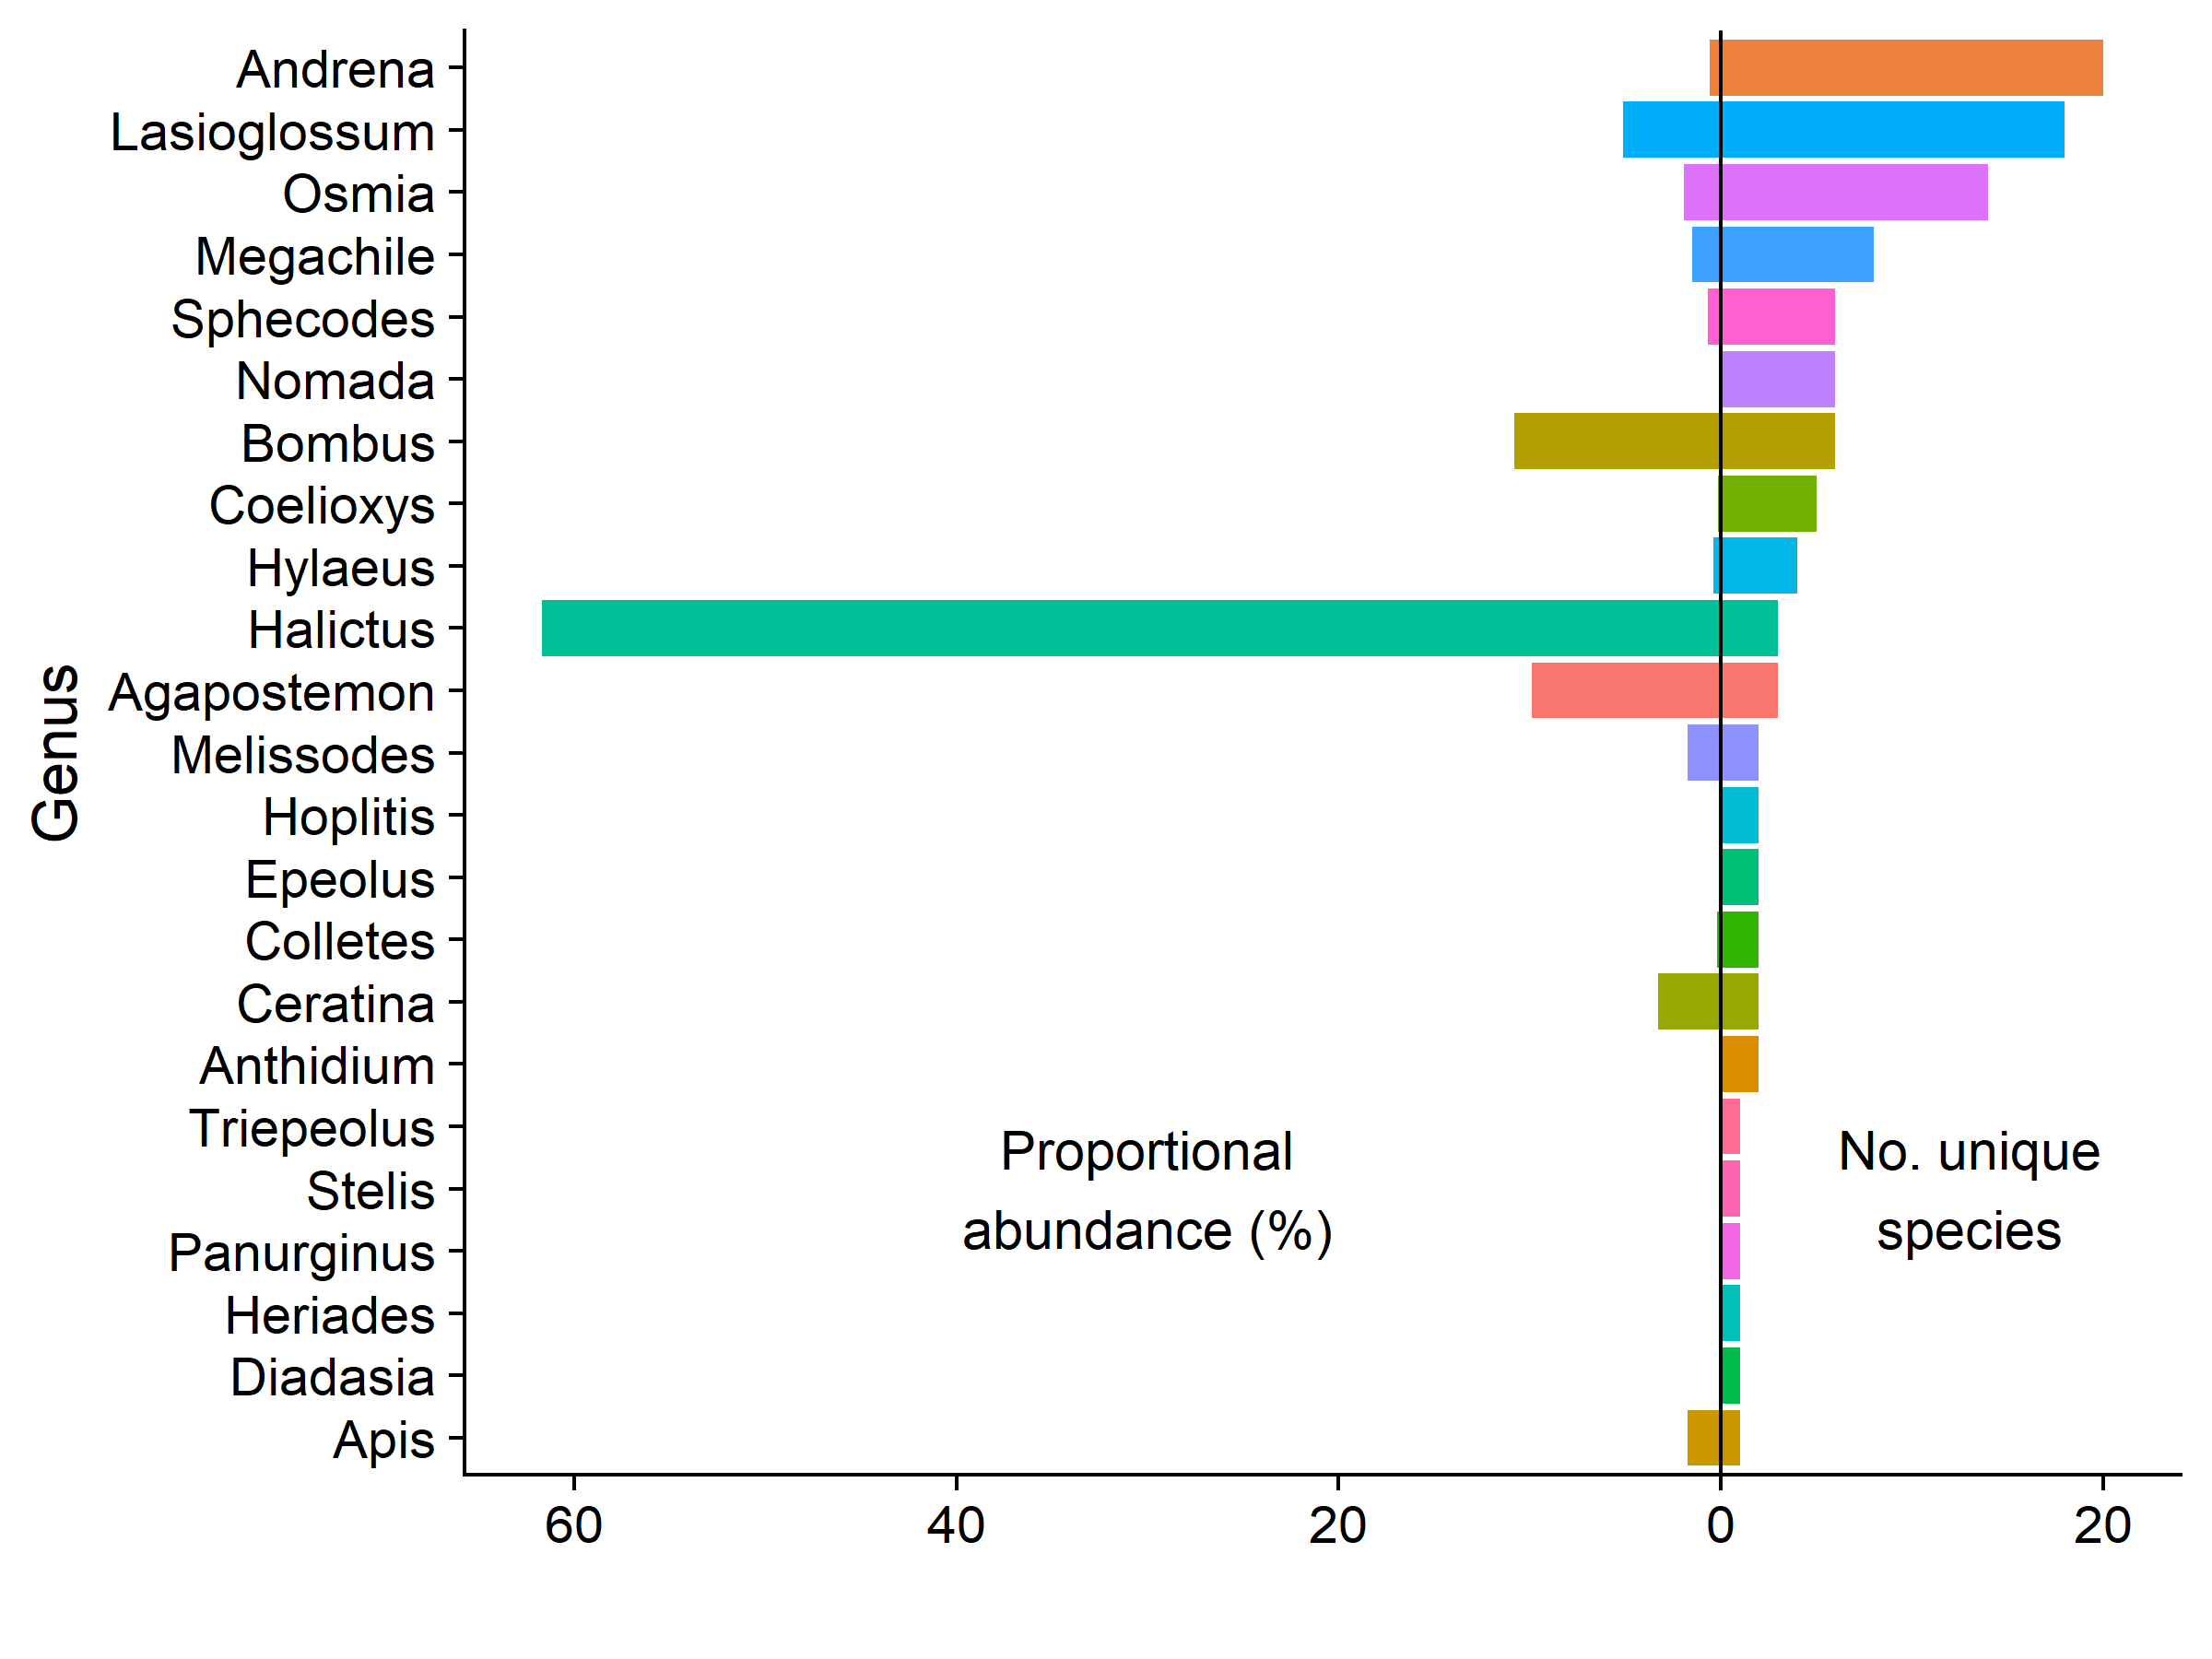 Genus
Andrena
Lasioglossum
Osmia
Megachile
Sphecodes
Nomada
Bombus
Coelioxys
Hylaeus
Halictus
Agapostemon
Melissodes
Hoplitis
Epeolus
Colletes
Ceratina
Anthidium
Triepeolus
Stelis
Panurginus
Heriades
Diadasia
Apis
Proportional
abundance (%)
No. unique
species
60 40 20 0 20